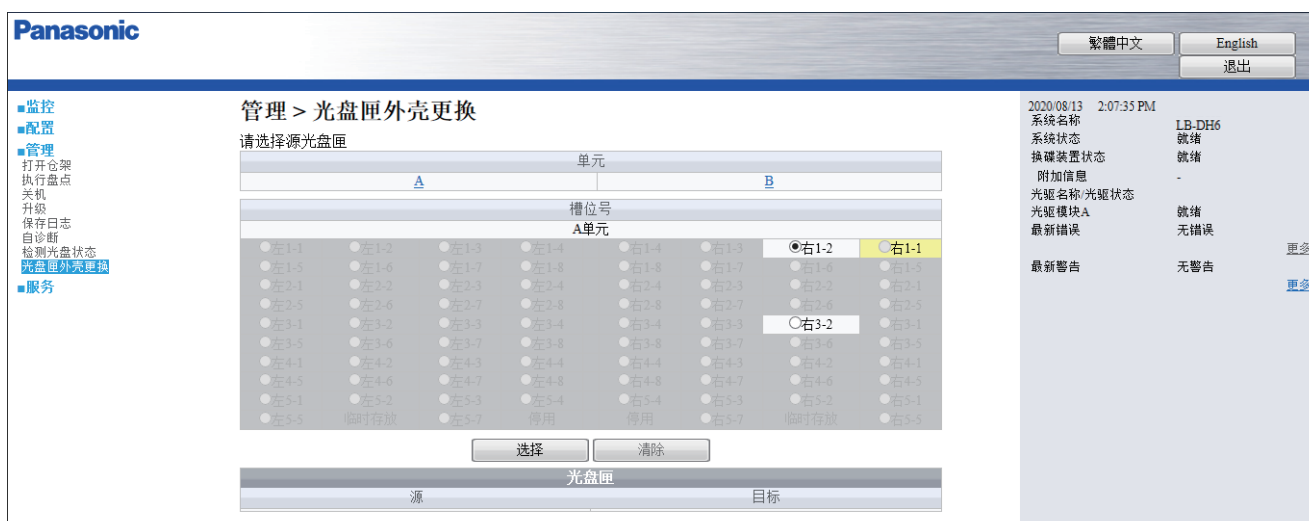 Panasonic
繁體中文 English
退出
■监控
■配置
■管理
打开仓架
执行盘点
关机
升级
保存日志
自诊断
检测光盘状态
光盘匣外壳更换
■服务
管理 > 光盘匣外壳更换
请选择源光盘匣
单元
A B
槽位号
A单元
左1-1 左1-2 左1-3 左1-4 右1-4 右1-3 右1-2 右1-1
左1-5 左1-6 左1-7 左1-8 右1-8 右1-7 右1-6 右1-5
左2-1 左2-2 左2-3 左2-4 右2-4 右2-3 右2-2 右2-1
左2-5 左2-6 左2-7 左2-8 右2-8 右2-7 右2-6 右2-5
左3-1 左3-2 左3-3 左3-4 右3-4 右3-3 右3-2 右3-1
左3-5 左3-6 左3-7 左3-8 右3-8 右3-7 右3-6 右3-5
左4-1 左4-2 左4-3 左4-4 右4-4 右4-3 右4-2 右4-1
左4-5 左4-6 左4-7 左4-8 右4-8 右4-7 右4-6 右4-5
左5-1 左5-2 左5-3 左5-4 右5-4 右5-3 右5-2 右5-1
左5-5 临时存放 左5-7 停用 停用 右5-7 临时存放 右5-5
选择 清除
光盘匣
源 目标
2020/08/13 2:07:35 PM
系统名称 LB-DH6
系统状态 就绪
换碟装置状态 就绪
附加信息 -
光驱名称/光驱状态
光驱模块A 就绪
最新错误 无错误
更多
最新警告 无警告
更多